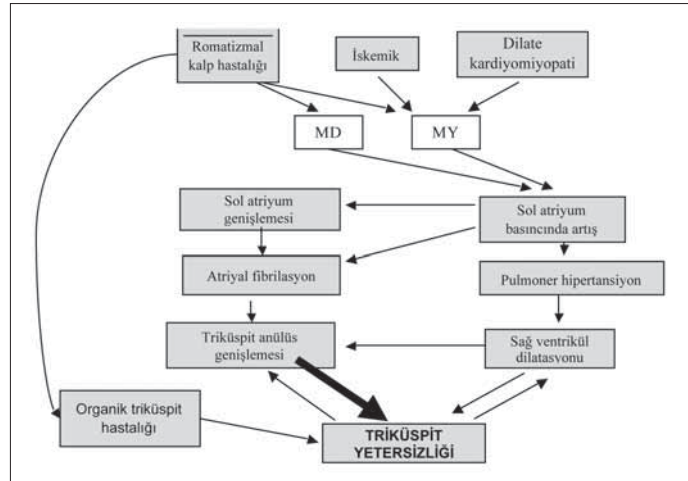 Romatizmal
kalp hastalığı
İskemik
Dilate
kardiyomiyopati
MD
MY
Sol atriyum
genişlemesi
Sol atriyum
basıncında artış
Atriyal fibrilasyon
Pulmoner hipertansiyon
Triküspit anülüs
genişlemesi
Sağ ventrikül
dilatasyonu
Organik triküspit
hastalığı
TRİKÜSPİT
YETERSİZLİĞİ